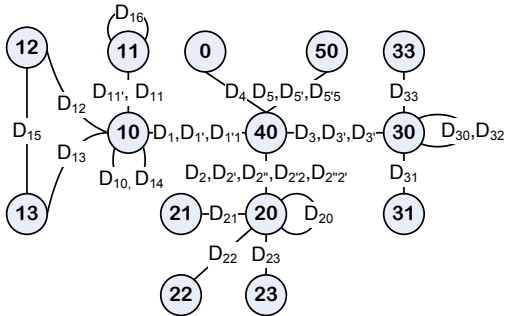 D16
12
11
0
50
33
D11', D11
D4 D5,D5',D5'5
D33
D12
D15
10
D1,D1',D1'1
40
D3,D3',D3'
30
D30,D32
D13
D10, D14
D2,D2',D2",D2'2,D2"2'
D31
13
21
D21
20
D20
31
D22
D23
22
23